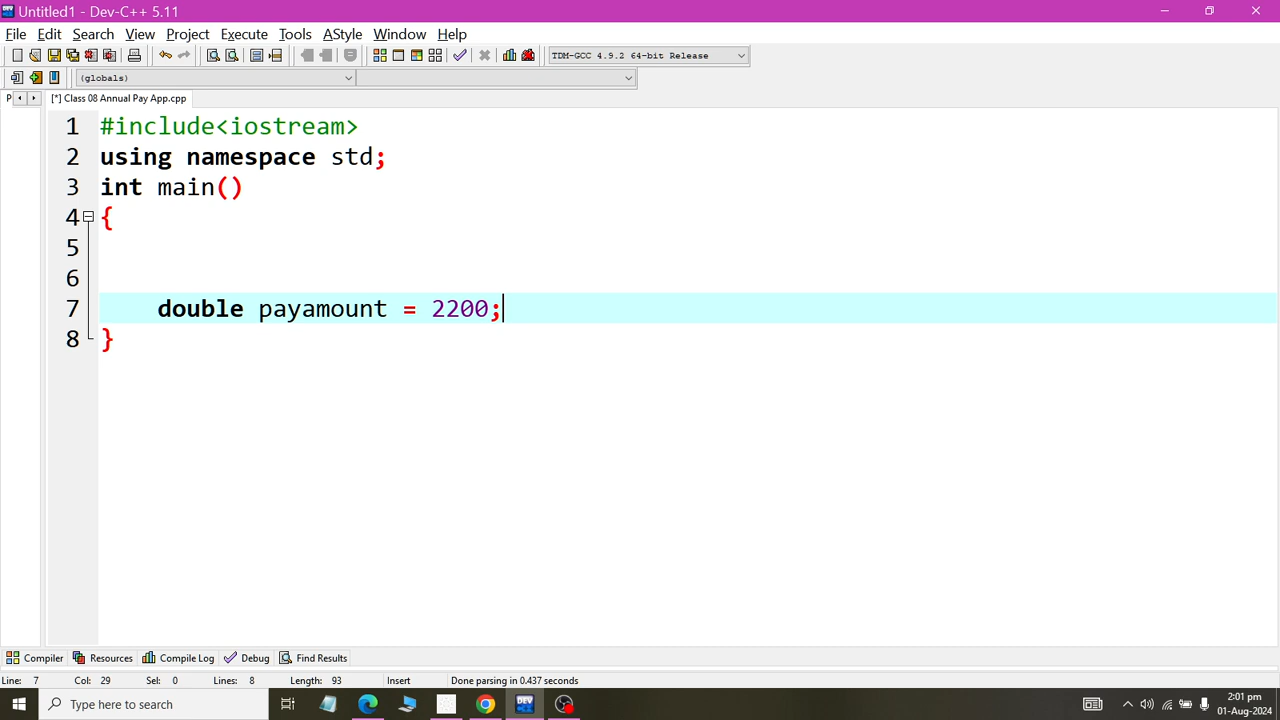 Untitled1 - Dev-C++ 5.11
File Edit Search View Project Execute Tools AStyle Window Help
TDM-GCC 4.9.2 64-bit Release
(globals)
P [*] Class 08 Annual Pay App.cpp
1 #include<iostream>
2 using namespace std;
3 int main()
4 {
5
6
7 double payamount = 2200;
8 }
Compiler Resources Compile Log Debug Find Results
Line: 7 Col: 29 Sel: 0 Lines: 8 Length: 93 Insert Done parsing in 0.437 seconds
Type here to search
DEV
2:01 pm
01-Aug-2024